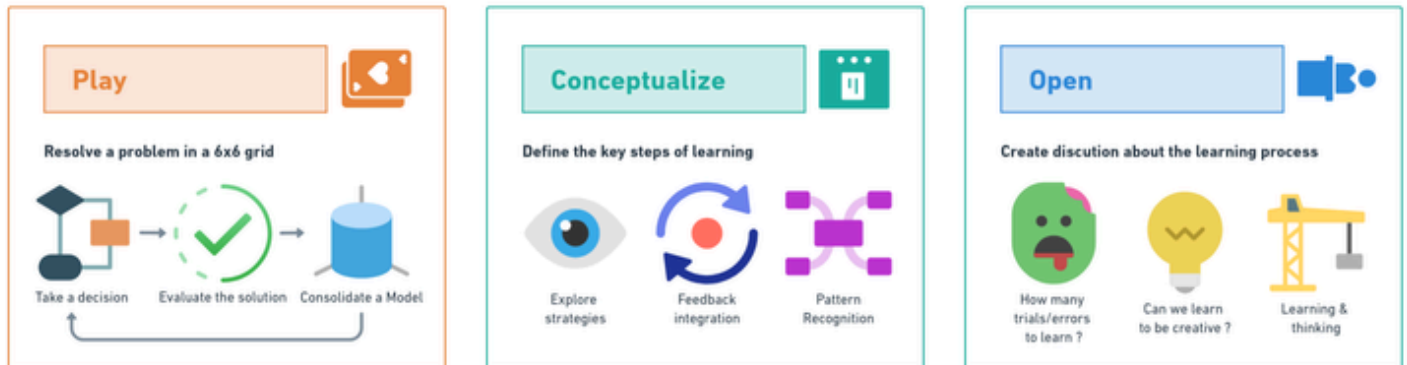 Play
Resolve a problem in a 6x6 grid
Take a decision
Evaluate the solution
Consolidate a Model
Conceptualize
Define the key steps of learning
Explore
strategies
Feedback
integration
Pattern
Recognition
Open
Create discution about the learning process
How many
trials/errors
to learn ?
Can we learn
to be creative ?
Learning &
thinking